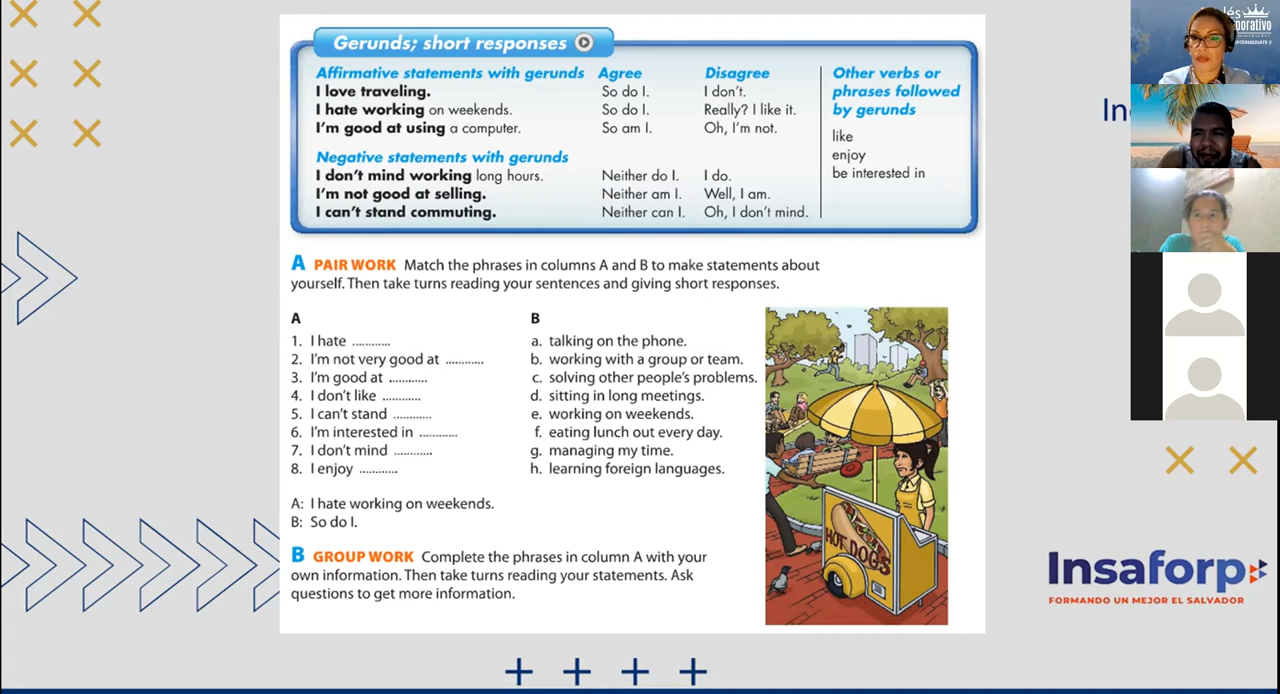 Gerunds; short responses
Affirmative statements with gerunds Agree Disagree
I love traveling. So do I. I don't.
I hate working on weekends. So do I. Really? I like it.
I'm good at using a computer. So am I. Oh, I'm not.
Negative statements with gerunds
I don't mind working long hours. Neither do I. I do.
I'm not good at selling. Neither am I. Well, I am.
I can't stand commuting. Neither can I. Oh, I don't mind.
Other verbs or
phrases followed
by gerunds
like
enjoy
be interested in
A PAIR WORK Match the phrases in columns A and B to make statements about
yourself. Then take turns reading your sentences and giving short responses.
A
1. I hate ............
2. I'm not very good at ............
3. I'm good at ............
4. I don't like ............
5. I can't stand ............
6. I'm interested in ............
7. I don't mind ............
8. I enjoy ............
B
a. talking on the phone.
b. working with a group or team.
c. solving other people's problems.
d. sitting in long meetings.
e. working on weekends.
f. eating lunch out every day.
g. managing my time.
h. learning foreign languages.
A: I hate working on weekends.
B: So do I.
B GROUP WORK Complete the phrases in column A with your
own information. Then take turns reading your statements. Ask
questions to get more information.
HOT DOGS
Insaforp
FORMANDO UN MEJOR EL SALVADOR